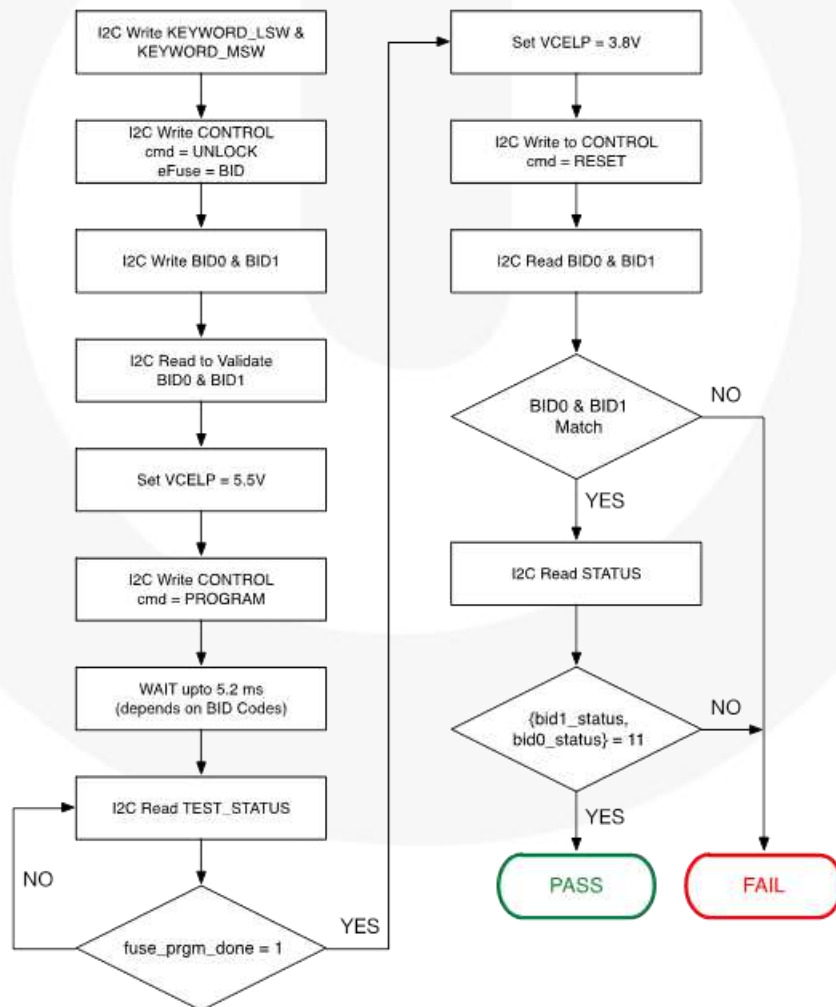 I2C Write KEYWORD_LSW &
KEYWORD_MSW
I2C Write CONTROL
cmd = UNLOCK
eFuse = BID
I2C Write BID0 & BID1
I2C Read to Validate
BID0 & BID1
Set VCELP = 5.5V
I2C Write CONTROL
cmd = PROGRAM
WAIT upto 5.2 ms
(depends on BID Codes)
I2C Read TEST_STATUS
NO
fuse_prgm_done = 1
YES
Set VCELP = 3.8V
I2C Write to CONTROL
cmd = RESET
I2C Read BID0 & BID1
BID0 & BID1
Match
NO
YES
I2C Read STATUS
{bid1_status,
bid0_status} = 11
NO
YES
PASS
FAIL